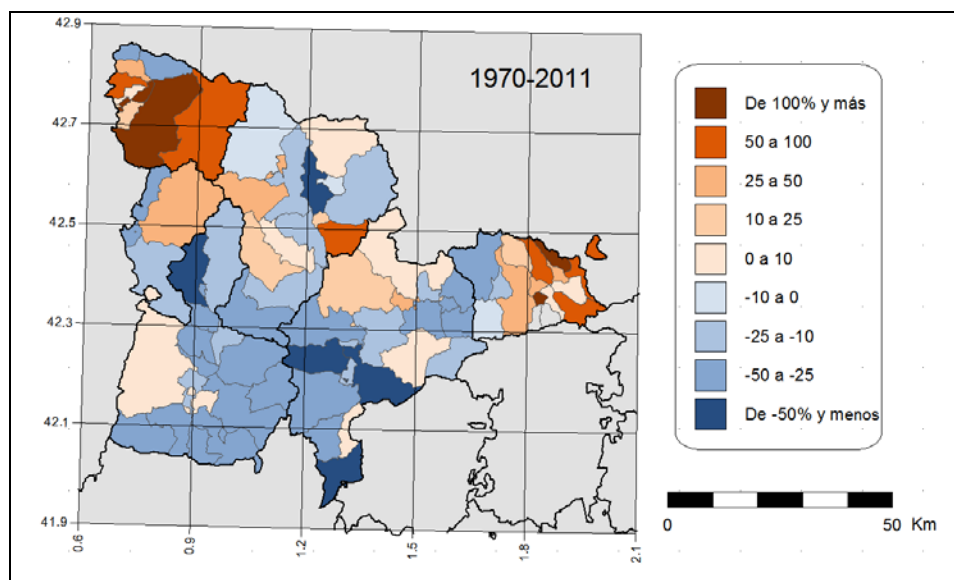 1970-2011
42.9
42.7
42.5
42.3
42.1
41.9
0.6
0.9
1.2
1.5
1.8
2.1
De 100% y más
50 a 100
25 a 50
10 a 25
0 a 10
-10 a 0
-25 a -10
-50 a -25
De -50% y menos
0 50 Km